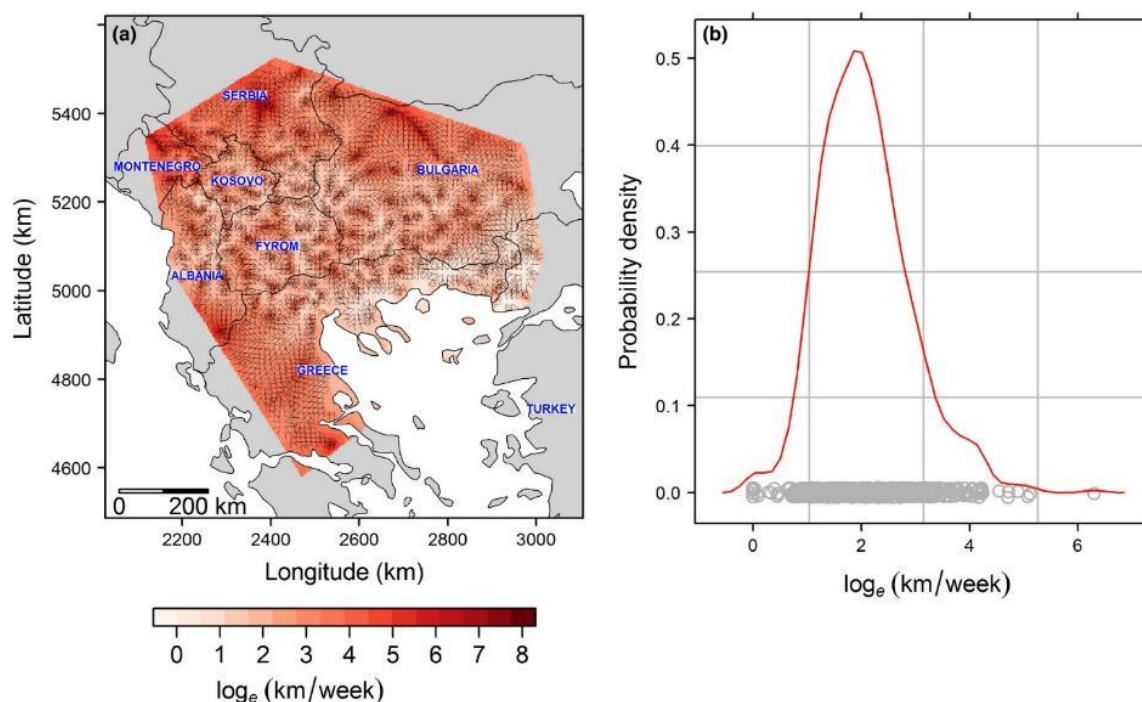 (a)
SERBIA
MONTENEGRO
KOSOVO
BULGARIA
FYROM
ALBANIA
GREECE
TURKEY
0 200 km
5400
5200
5000
4800
4600
Latitude (km)
2200 2400 2600 2800 3000
Longitude (km)
0 1 2 3 4 5 6 7 8
logₑ (km/week)
(b)
0.5
0.4
0.3
0.2
0.1
0.0
Probability density
0 2 4 6
logₑ (km/week)